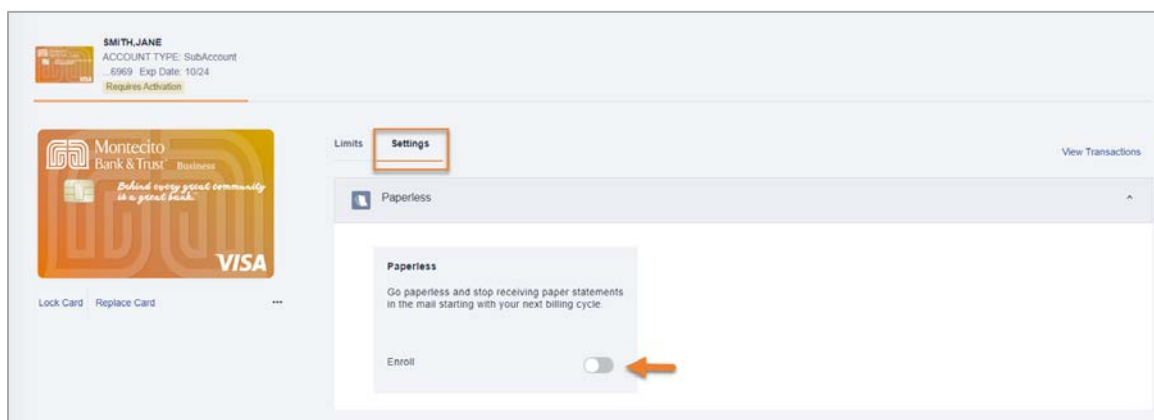 SMITH,JANE
ACCOUNT TYPE: SubAccount
...6969 Exp Date: 10/24
Requires Activation
Montecito
Bank & Trust Business
Behind every great community
is a great bank.
VISA
Lock Card Replace Card ...
Limits Settings
View Transactions
Paperless
Paperless
Go paperless and stop receiving paper statements
in the mail starting with your next billing cycle.
Enroll